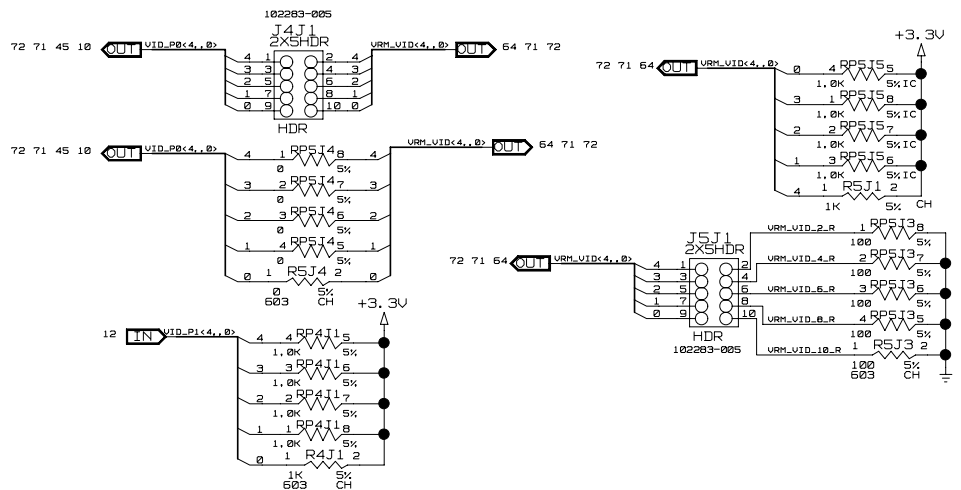 102283-005
J4J1
2X5HDR
72 71 45 10 OUT VID_P0<4,,0> VRM_VID<4,,0> OUT 64 71 72
4 1 2 4
3 3 4 3
2 5 6 2
1 7 8 1
0 9 10 0
HDR
72 71 45 10 OUT VID_P0<4,,0> VRM_VID<4,,0> OUT 64 71 72
4 1 RP5J4 8 4
0 5%
3 2 RP5J4 7 3
0 5%
2 3 RP5J4 6 2
0 5%
1 4 RP5J4 5 1
0 5%
0 1 R5J4 2 0
0 5%
603 CH
+3.3V
12 IN VID_P1<4,,0>
4 4 RP4J1 5
1.0K 5%
3 3 RP4J1 6
1.0K 5%
2 2 RP4J1 7
1.0K 5%
1 1 RP4J1 8
1.0K 5%
0 1 R4J1 2
1K 5%
603 CH
+3.3V
72 71 64 OUT VRM_VID<4,,0>
0 4 RP5J5 5
1.0K 5%IC
3 1 RP5J5 8
1.0K 5%IC
2 2 RP5J5 7
1.0K 5%IC
1 3 RP5J5 6
1.0K 5%IC
4 1 R5J1 2
1K 5% CH
J5J1
2X5HDR
72 71 64 OUT VRM_VID<4,,0>
4 1 2
3 3 4
2 5 6
1 7 8
0 9 10
HDR
102283-005
VRM_VID_2_R 1 RP5J3 8
100 5%
VRM_VID_4_R 2 RP5J3 7
100 5%
VRM_VID_6_R 3 RP5J3 6
100 5%
VRM_VID_8_R 4 RP5J3 5
100 5%
VRM_VID_10_R 1 R5J3 2
100 5%
603 CH